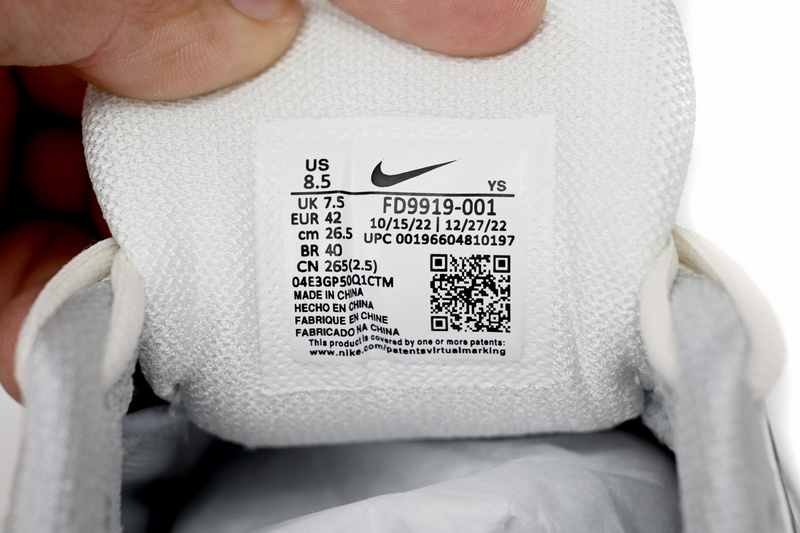 US
8.5
YS
UK 7.5
EUR 42
cm 26.5
BR 40
CN 265(2.5)
FD9919-001
10/15/22 | 12/27/22
UPC 00196604810197
04E3GP50Q1CTM
MADE IN CHINA
HECHO EN CHINA
FABRIQUE EN CHINE
FABRICADO NA CHINA
This product is covered by one or more patents:
www.nike.com/patentsvirtualmarking